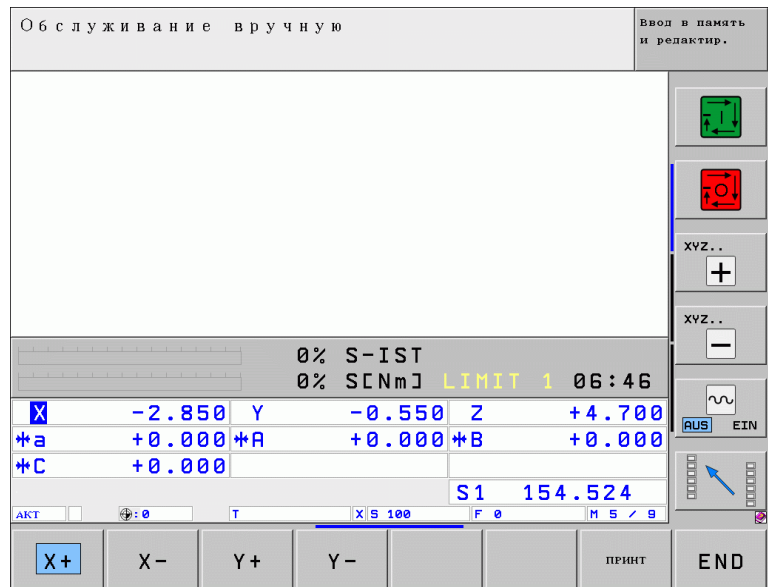 Обслуживание вручную
Ввод в память
и редактир.
XYZ..
XYZ..
0% S-IST
0% S[Nm] LIMIT 1 06:46
X -2.850 Y -0.550 Z +4.700
AUS EIN
*a +0.000 *A +0.000 *B +0.000
*C +0.000
S1 154.524
АКТ :0 T X S 100 F 0 M 5 / 9
X+ X- Y+ Y- ПРИНТ END